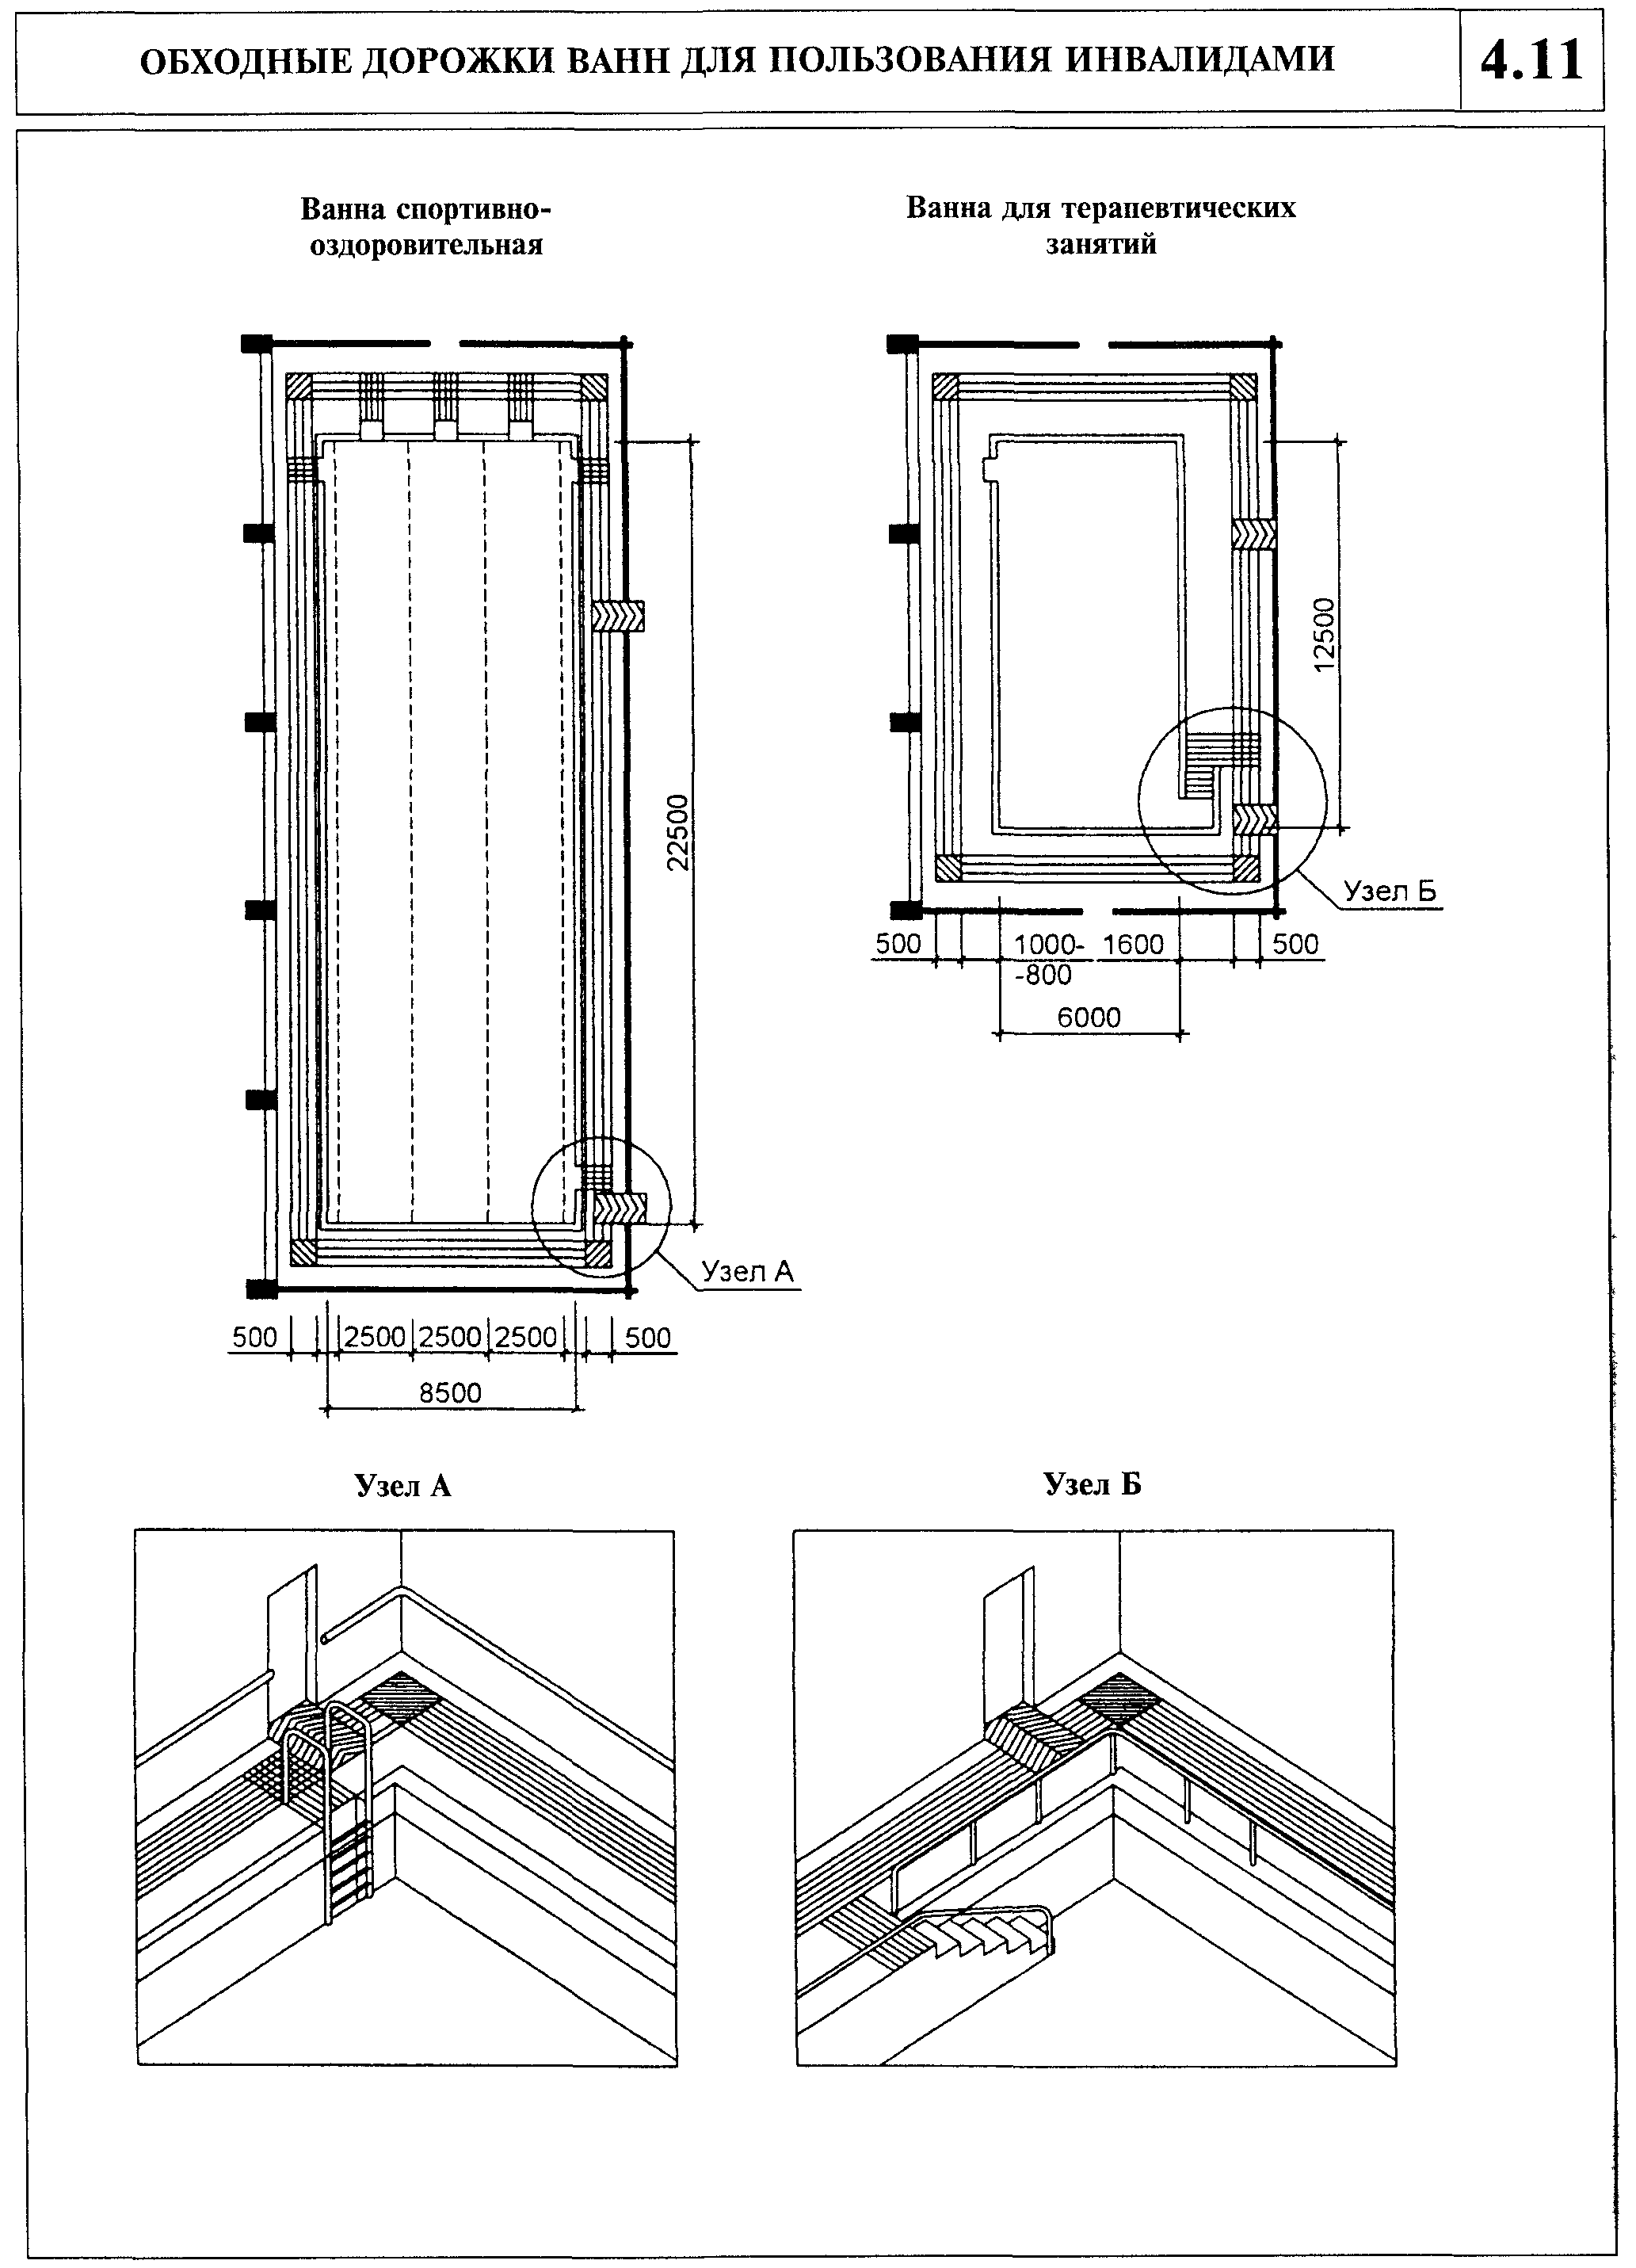 ОБХОДНЫЕ ДОРОЖКИ ВАНН ДЛЯ ПОЛЬЗОВАНИЯ ИНВАЛИДАМИ
4.11
Ванна спортивно-
оздоровительная
Ванна для терапевтических
занятий
22500
Узел А
500 2500 2500 2500 500
8500
12500
Узел Б
500 1000- 1600 500
-800
6000
Узел А
Узел Б